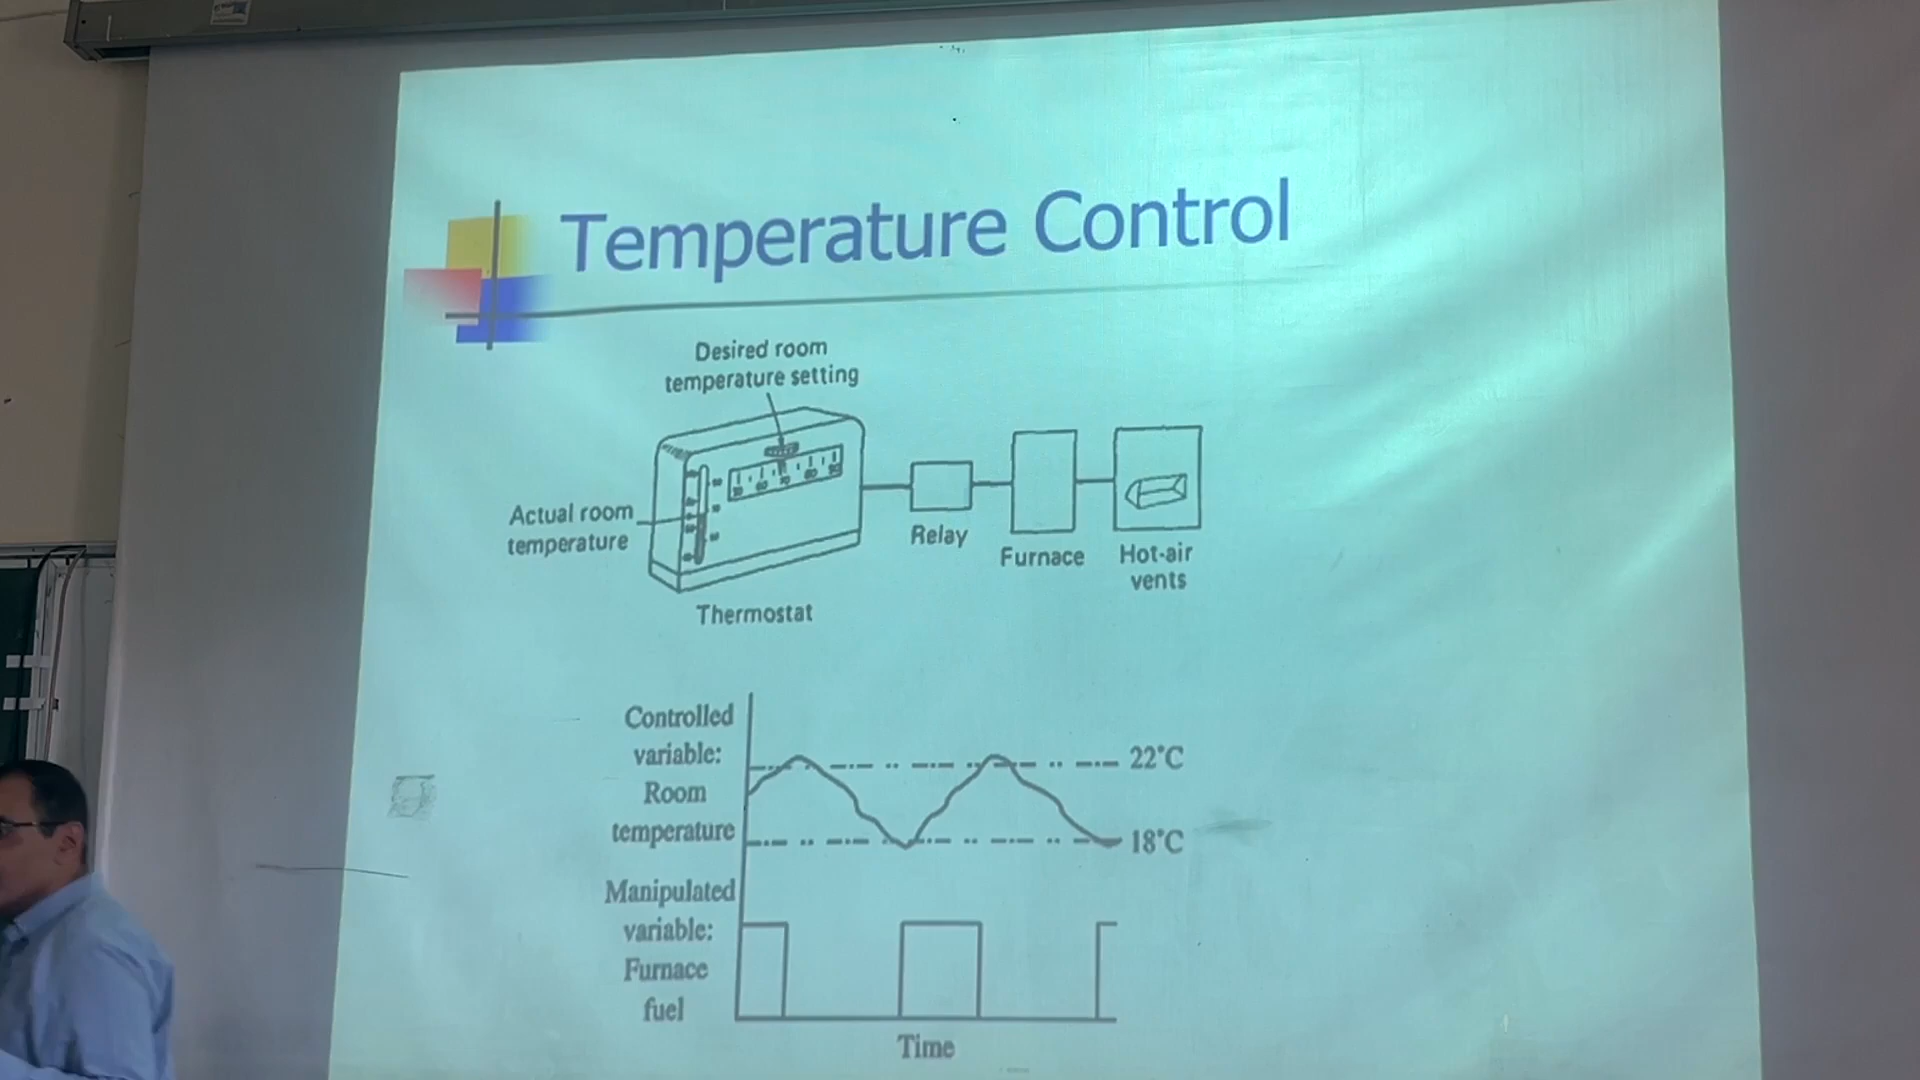 Temperature Control
Desired room
temperature setting
Actual room
temperature
Relay
Furnace
Hot-air
vents
Thermostat
Controlled
variable:
Room
temperature
22°C
18°C
Manipulated
variable:
Furnace
fuel
Time